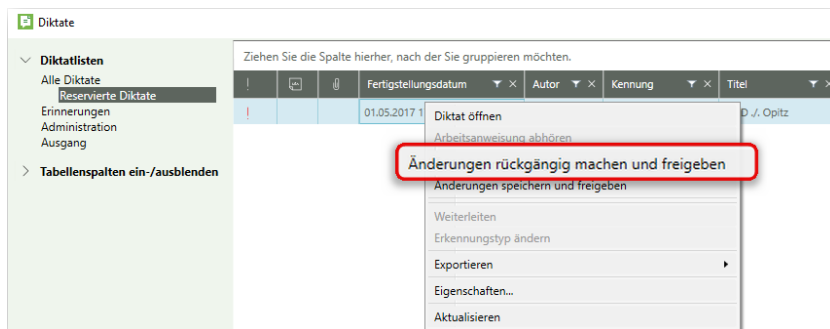 Diktate
Diktatlisten
Alle Diktate
Reservierte Diktate
Erinnerungen
Administration
Ausgang
Tabellenspalten ein-/ausblenden
Ziehen Sie die Spalte hierher, nach der Sie gruppieren möchten.
! Fertigstellungsdatum Autor Kennung Titel
! 01.05.2017 1 D ./. Opitz
Diktat öffnen
Arbeitsanweisung abhören
Änderungen rückgängig machen und freigeben
Änderungen speichern und freigeben
Weiterleiten
Erkennungstyp ändern
Exportieren
Eigenschaften...
Aktualisieren